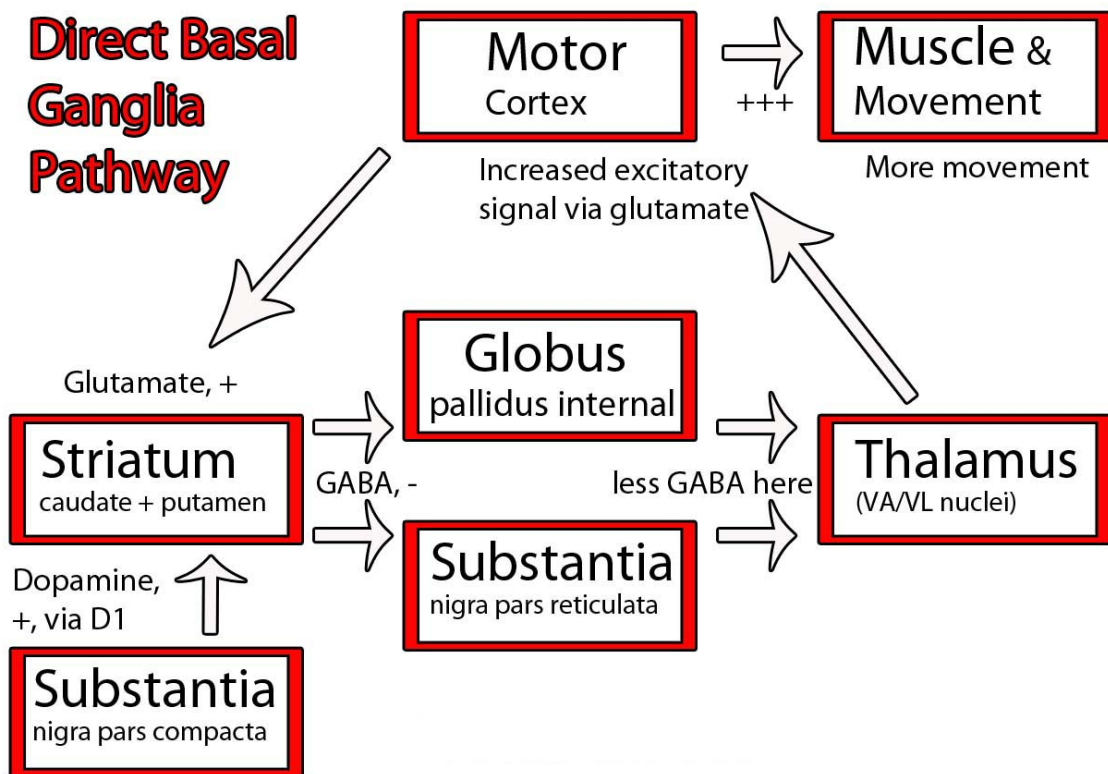 Direct Basal
Ganglia
Pathway
Motor
Cortex
+++
Muscle &
Movement
Increased excitatory
signal via glutamate
More movement
Glutamate, +
Globus
pallidus internal
Striatum
caudate + putamen
GABA, -
less GABA here
Thalamus
(VA/VL nuclei)
Substantia
nigra pars reticulata
Dopamine,
+, via D1
Substantia
nigra pars compacta